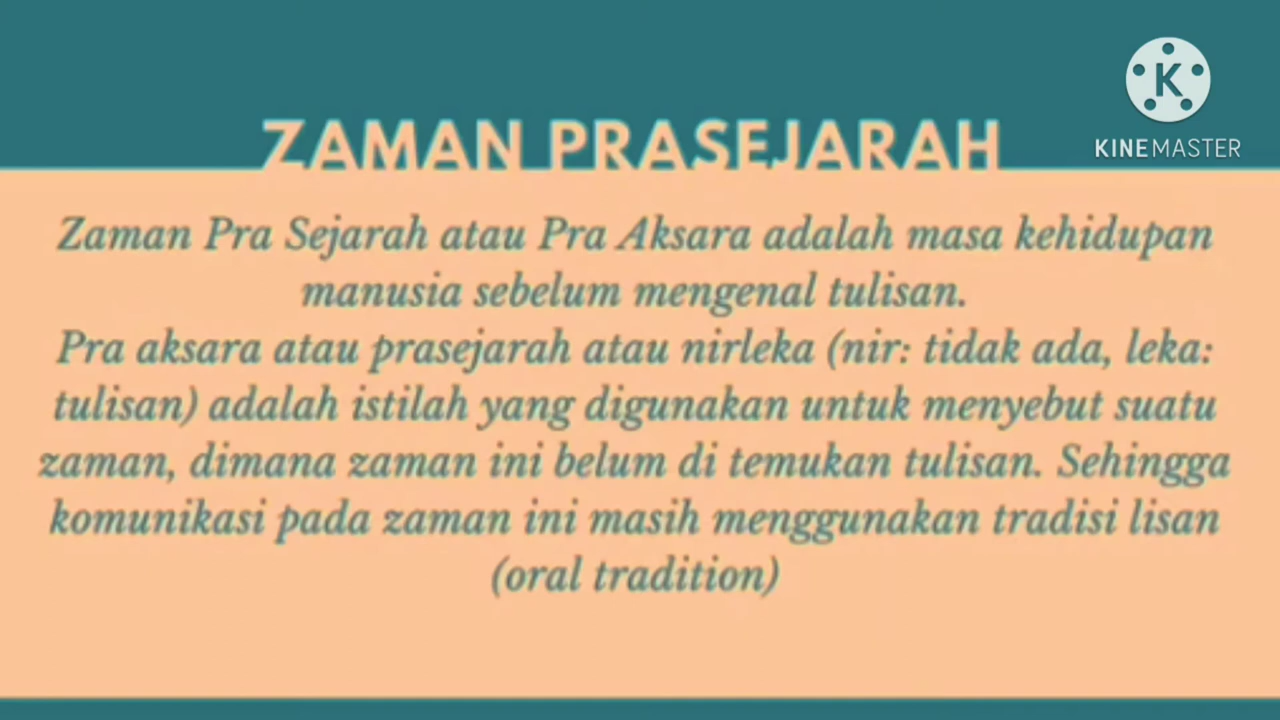 KINEMASTER
ZAMAN PRASEJARAH
Zaman Pra Sejarah atau Pra Aksara adalah masa kehidupan
manusia sebelum mengenal tulisan.
Pra aksara atau prasejarah atau nirleka (nir: tidak ada, leka:
tulisan) adalah istilah yang digunakan untuk menyebut suatu
zaman, dimana zaman ini belum di temukan tulisan. Sehingga
komunikasi pada zaman ini masih menggunakan tradisi lisan
(oral tradition)